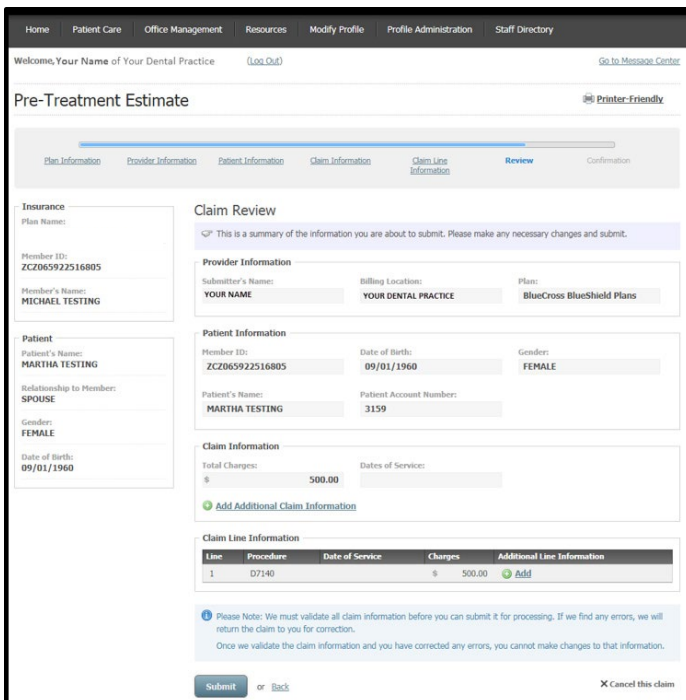 Home Patient Care Office Management Resources Modify Profile Profile Administration Staff Directory
Welcome, Your Name of Your Dental Practice (Log Out) Go to Message Center
Pre-Treatment Estimate Printer-Friendly
Plan Information Provider Information Patient Information Claim Information Claim Line Information Review Confirmation
Insurance
Plan Name:
Member ID:
ZCZ065922516805
Member's Name:
MICHAEL TESTING
Patient
Patient's Name:
MARTHA TESTING
Relationship to Member:
SPOUSE
Gender:
FEMALE
Date of Birth:
09/01/1960
Claim Review
This is a summary of the information you are about to submit. Please make any necessary changes and submit.
Provider Information
Submitter's Name: Billing Location: Plan:
YOUR NAME YOUR DENTAL PRACTICE BlueCross BlueShield Plans
Patient Information
Member ID: Date of Birth: Gender:
ZCZ065922516805 09/01/1960 FEMALE
Patient's Name: Patient Account Number:
MARTHA TESTING 3159
Claim Information
Total Charges: Dates of Service:
$ 500.00
Add Additional Claim Information
Claim Line Information
Line Procedure Date of Service Charges Additional Line Information
1 D7140 $ 500.00 Add
Please Note: We must validate all claim information before you can submit it for processing. If we find any errors, we will
return the claim to you for correction.
Once we validate the claim information and you have corrected any errors, you cannot make changes to that information.
Submit or Back X Cancel this claim